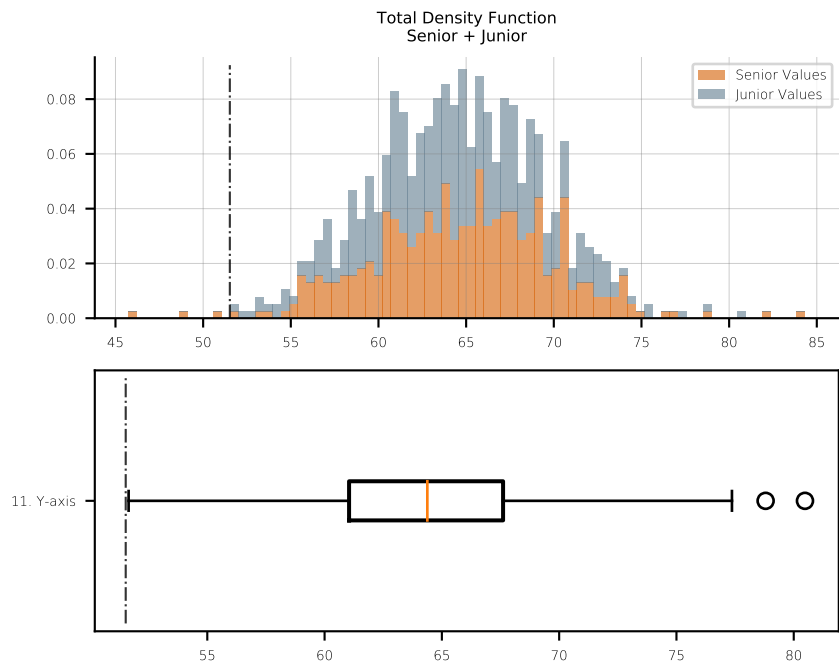 Total Density Function
Senior + Junior
Senior Values
Junior Values
0.08
0.06
0.04
0.02
0.00
45 50 55 60 65 70 75 80 85
11. Y-axis
55 60 65 70 75 80